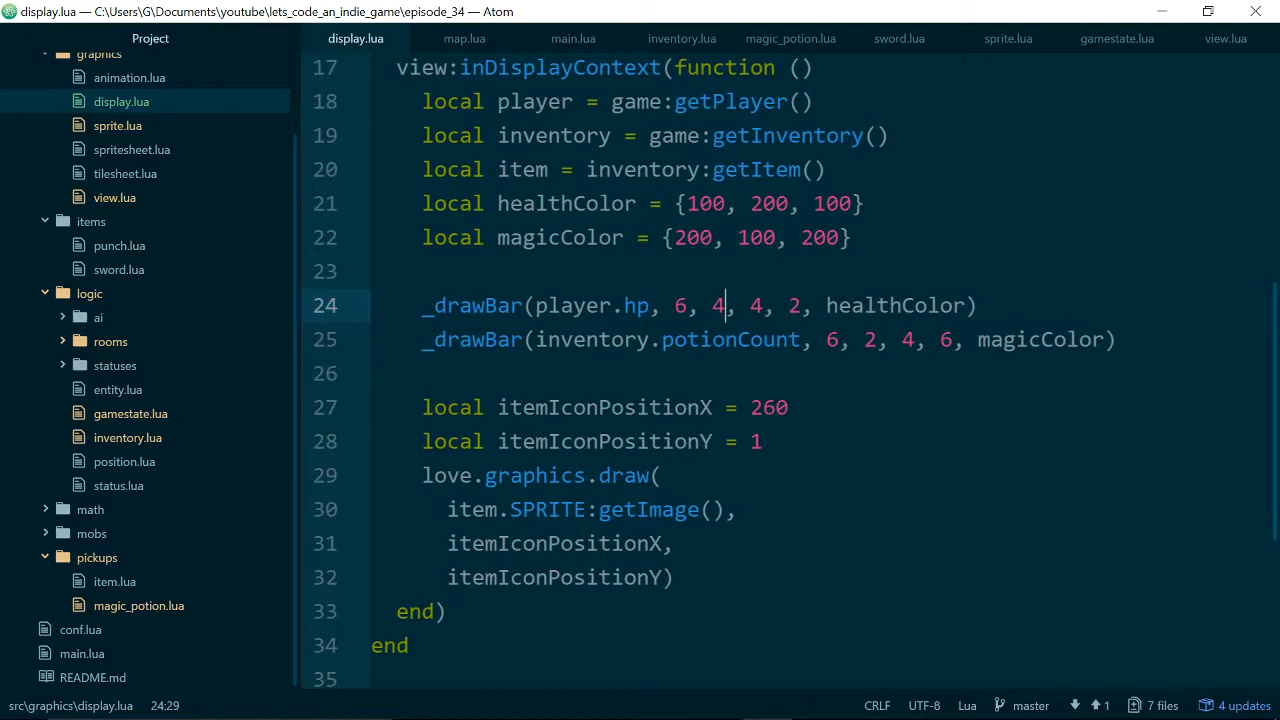 display.lua — C:\Users\G\Documents\youtube\lets_code_an_indie_game\episode_34 — Atom
Project
graphics
animation.lua
display.lua
sprite.lua
spritesheet.lua
tilesheet.lua
view.lua
items
punch.lua
sword.lua
logic
ai
rooms
statuses
entity.lua
gamestate.lua
inventory.lua
position.lua
status.lua
math
mobs
pickups
item.lua
magic_potion.lua
conf.lua
main.lua
README.md
display.lua map.lua main.lua inventory.lua magic_potion.lua sword.lua sprite.lua gamestate.lua view.lua
17 view:inDisplayContext(function ()
18 local player = game:getPlayer()
19 local inventory = game:getInventory()
20 local item = inventory:getItem()
21 local healthColor = {100, 200, 100}
22 local magicColor = {200, 100, 200}
23
24 _drawBar(player.hp, 6, 4, 4, 2, healthColor)
25 _drawBar(inventory.potionCount, 6, 2, 4, 6, magicColor)
26
27 local itemIconPositionX = 260
28 local itemIconPositionY = 1
29 love.graphics.draw(
30 item.SPRITE:getImage(),
31 itemIconPositionX,
32 itemIconPositionY)
33 end)
34 end
35
src\graphics\display.lua 24:29 CRLF UTF-8 Lua master 1 7 files 4 updates